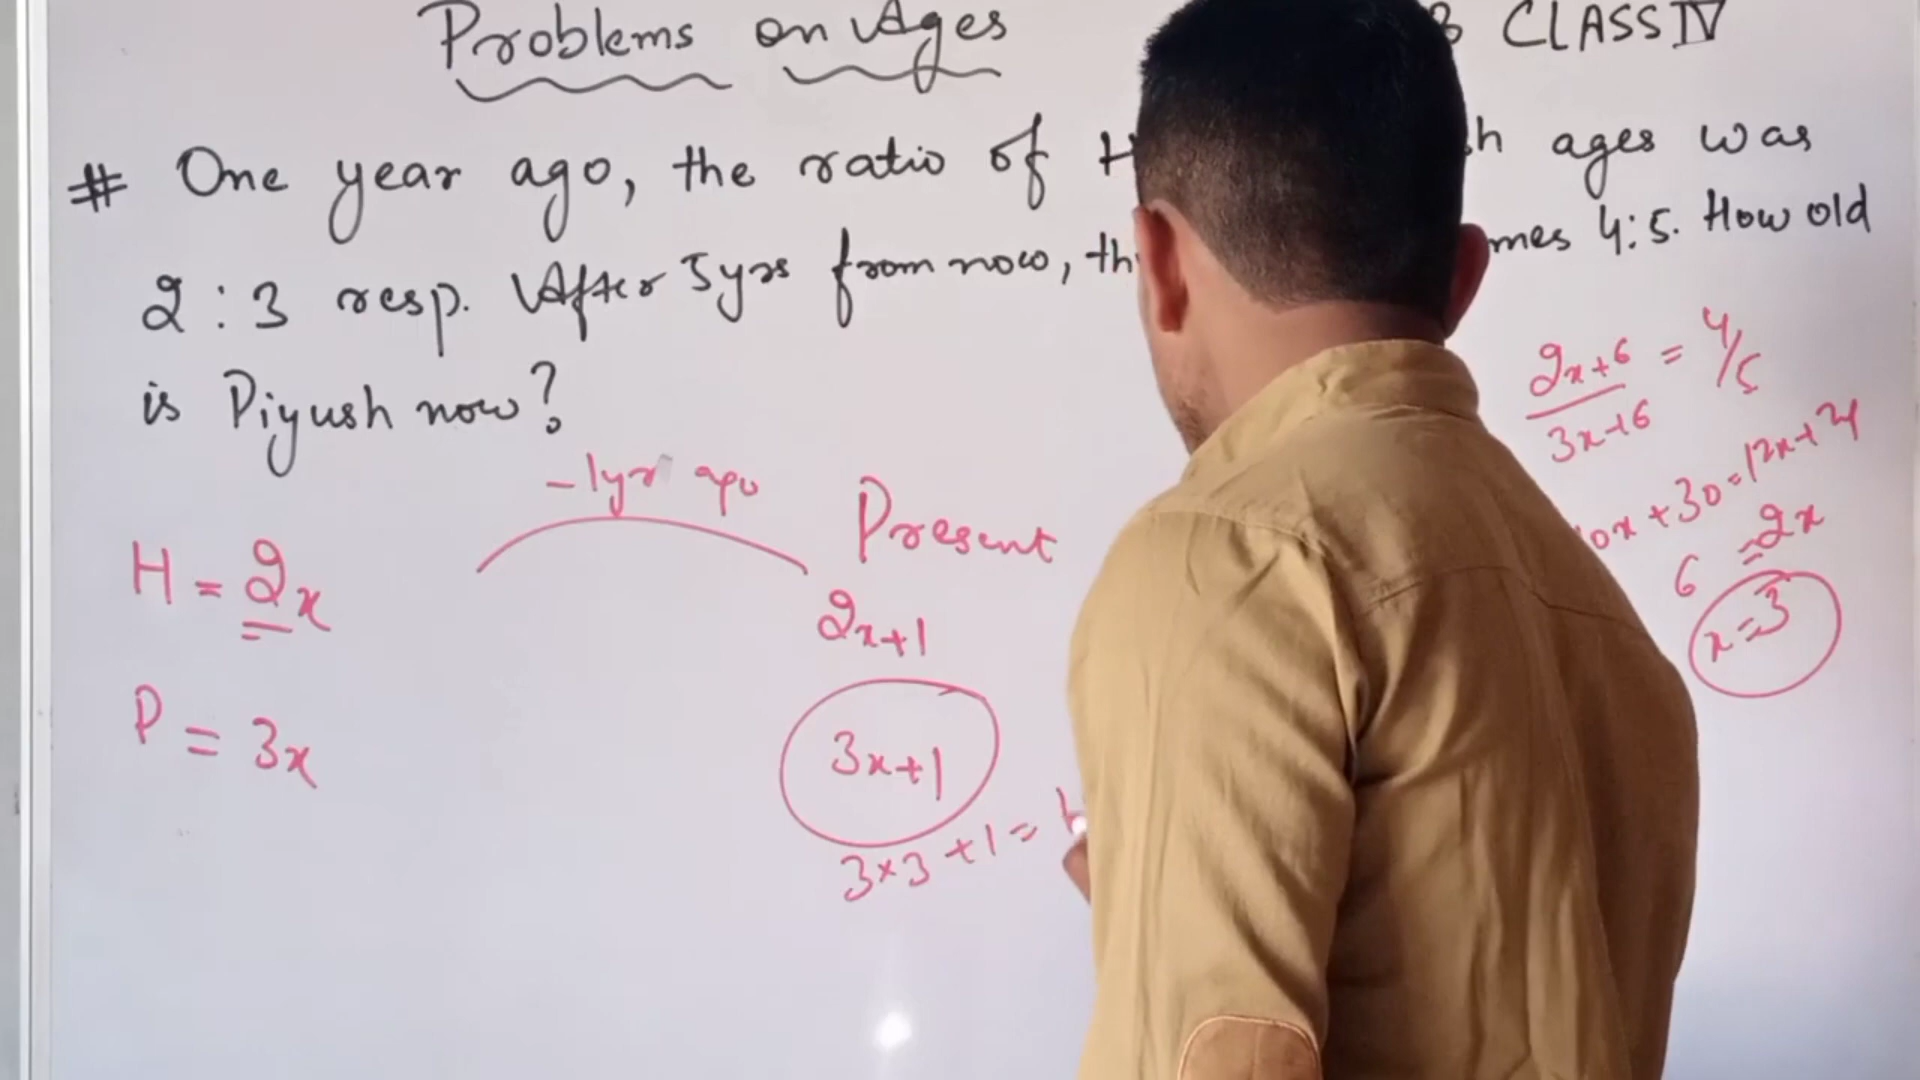 Problems on Ages CLASS IV
# One year ago, the ratio of ages was
2 : 3 resp. After 5yrs from now, 4:5. How old
is Piyush now?
-1yr ago
Present
H = 2x
2x+1
P = 3x
3x+1
3×3+1=
2x+6 = 4/5
3x+6
10x+30=12x+24
6 =2x
x=3